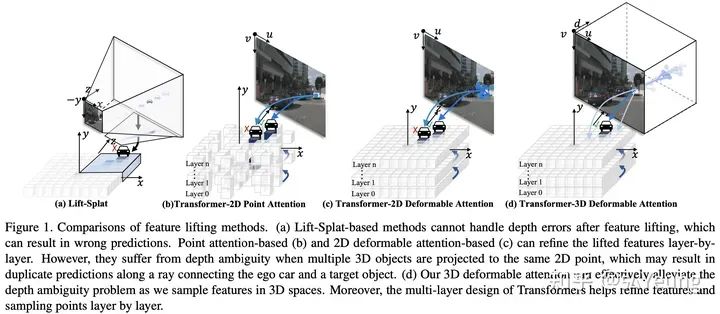 v
u
v
u
d
u
v
z
-y
x
y
z
x
x
y
x
x
y
x
x
y
x
Layer n
Layer 1
Layer 0
Layer n
Layer 1
Layer 0
Layer n
Layer 1
Layer 0
(a) Lift-Splat
(b)Transformer-2D Point Attention
(c) Transformer-2D Deformable Attention
(d) Transformer-3D Deformable Attention
Figure 1. Comparisons of feature lifting methods. (a) Lift-Splat-based methods cannot handle depth errors after feature lifting, which
can result in wrong predictions. Point attention-based (b) and 2D deformable attention-based (c) can refine the lifted features layer-by-
layer. However, they suffer from depth ambiguity when multiple 3D objects are projected to the same 2D point, which may result in
duplicate predictions along a ray connecting the ego car and a target object. (d) Our 3D deformable attention can effectively alleviate the
depth ambiguity problem as we sample features in 3D spaces. Moreover, the multi-layer design of Transformers helps refine features and
sampling points layer by layer.
知乎